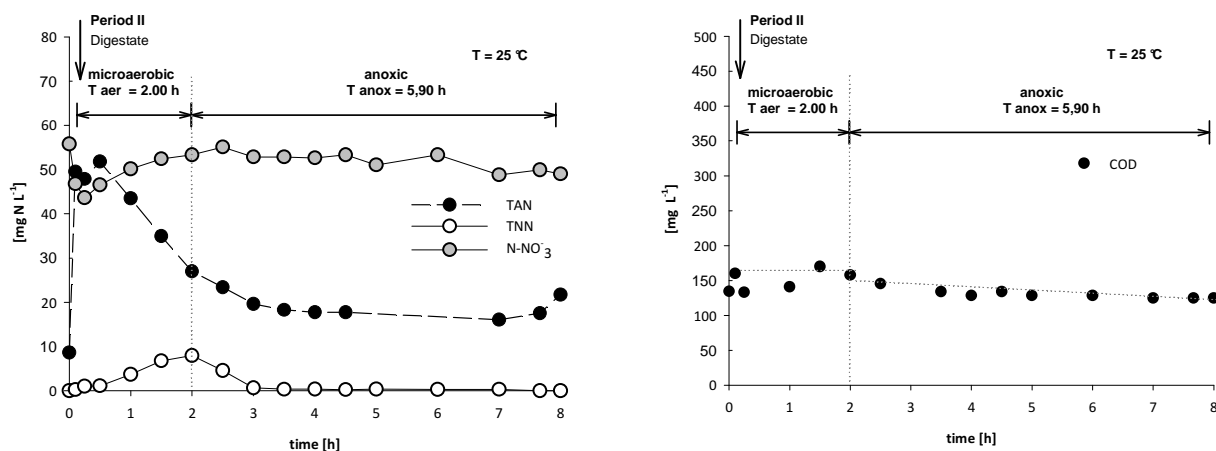 Period II
Digestate
T = 25 °C
microaerobic
T aer = 2.00 h
anoxic
T anox = 5,90 h
80
70
60
50
40
30
20
10
0
[mg N L-1]
TAN
TNN
N-NO-3
0 1 2 3 4 5 6 7 8
time [h]
Period II
Digestate
T = 25 °C
microaerobic
T aer = 2.00 h
anoxic
T anox = 5,90 h
500
450
400
350
300
250
200
150
100
50
0
[mg L-1]
COD
0 1 2 3 4 5 6 7 8
time [h]